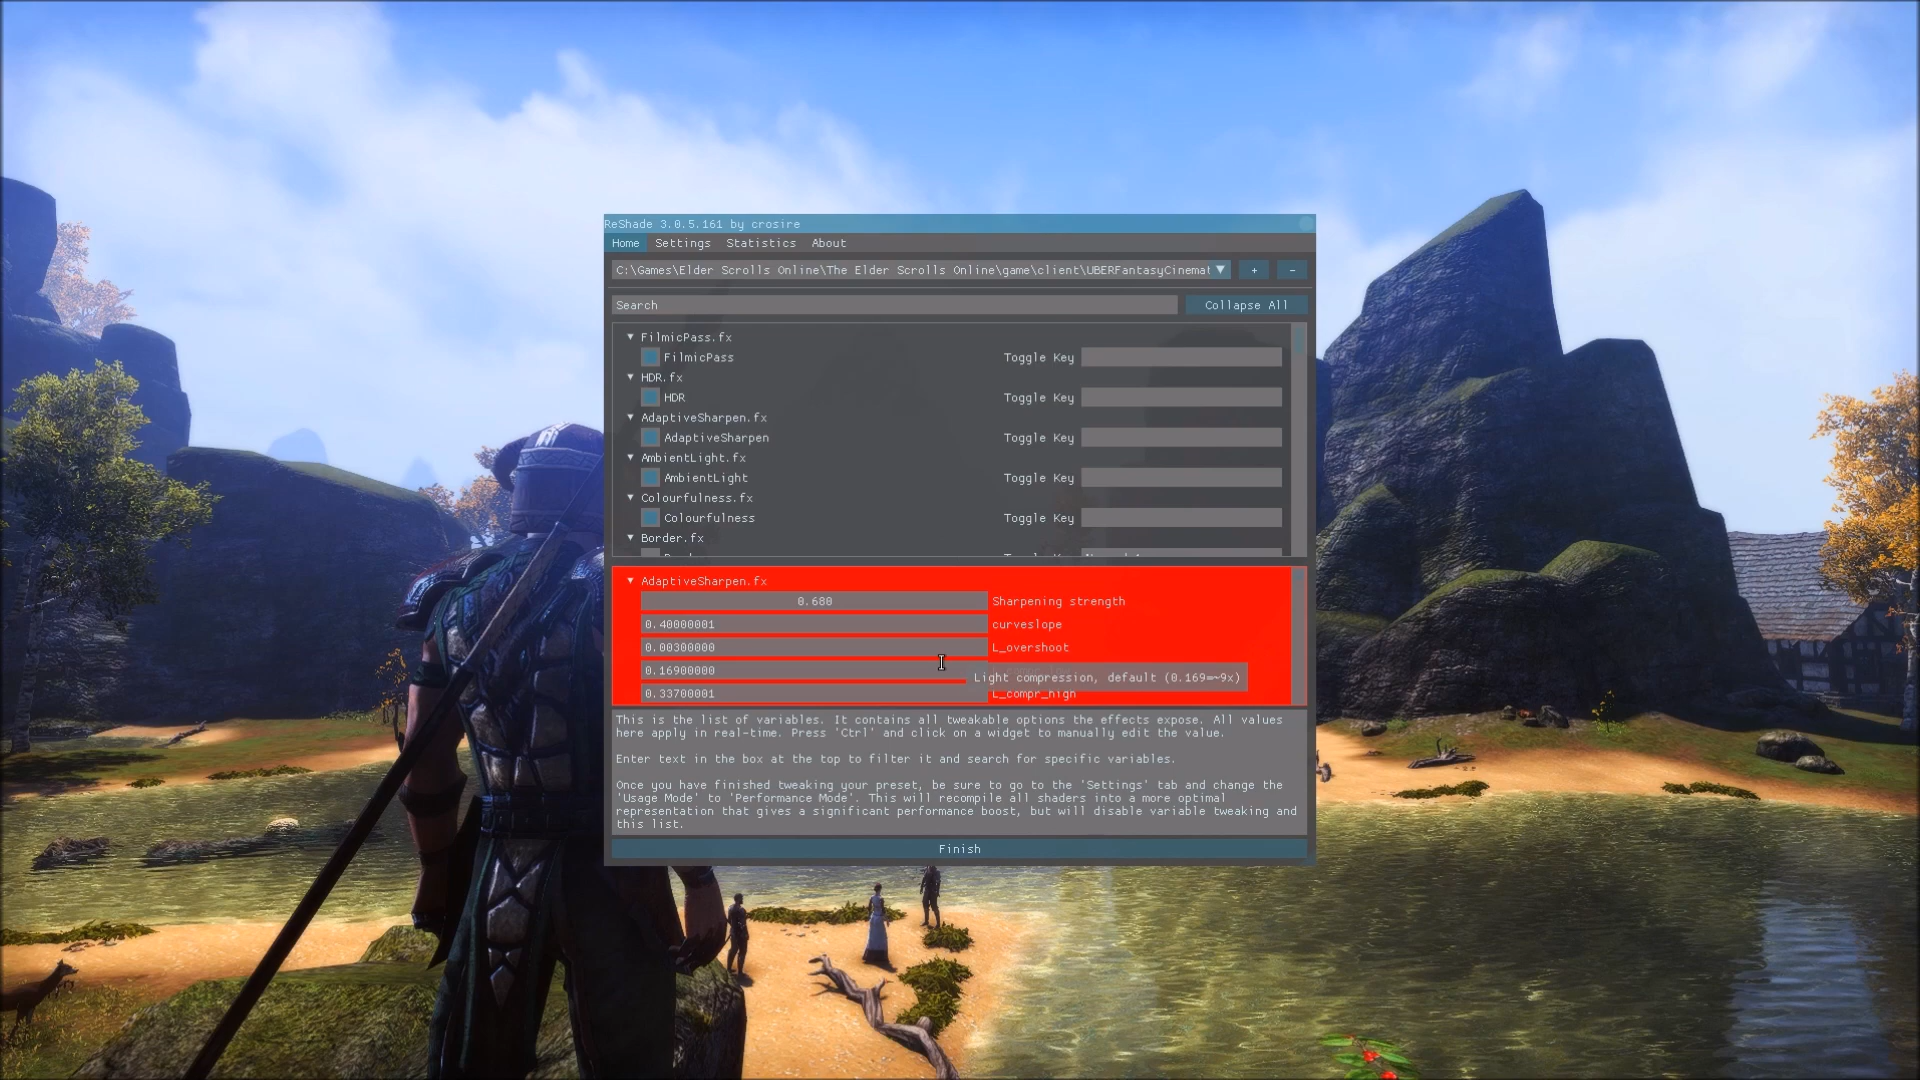 ReShade 3.0.5.161 by crosire
Home Settings Statistics About
C:\Games\Elder Scrolls Online\The Elder Scrolls Online\game\client\UBERFantasyCinemat + -
Search Collapse All
FilmicPass.fx
FilmicPass Toggle Key
HDR.fx
HDR Toggle Key
AdaptiveSharpen.fx
AdaptiveSharpen Toggle Key
AmbientLight.fx
AmbientLight Toggle Key
Colourfulness.fx
Colourfulness Toggle Key
Border.fx
AdaptiveSharpen.fx
0.680 Sharpening strength
0.40000001 curveslope
0.00300000 L_overshoot
0.16900000
Light compression, default (0.169=~9x)
0.33700001 L_compr_high
This is the list of variables. It contains all tweakable options the effects expose. All values
here apply in real-time. Press 'Ctrl' and click on a widget to manually edit the value.
Enter text in the box at the top to filter it and search for specific variables.
Once you have finished tweaking your preset, be sure to go to the 'Settings' tab and change the
'Usage Mode' to 'Performance Mode'. This will recompile all shaders into a more optimal
representation that gives a significant performance boost, but will disable variable tweaking and
this list.
Finish